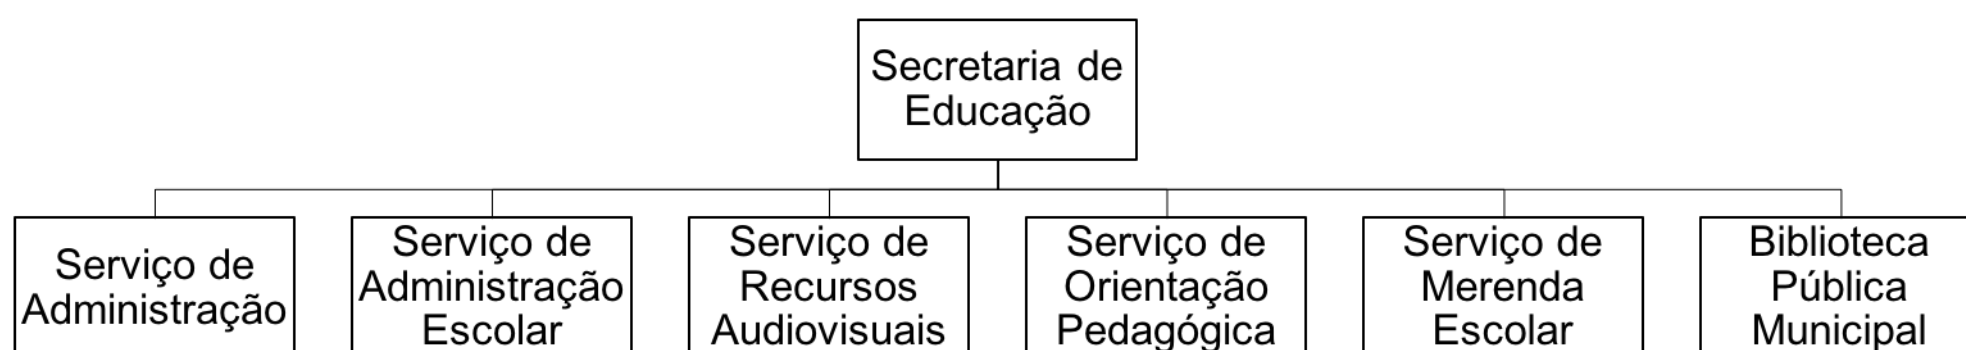 Secretaria de
Educação
Serviço de
Administração
Serviço de
Administração
Escolar
Serviço de
Recursos
Audiovisuais
Serviço de
Orientação
Pedagógica
Serviço de
Merenda
Escolar
Biblioteca
Pública
Municipal